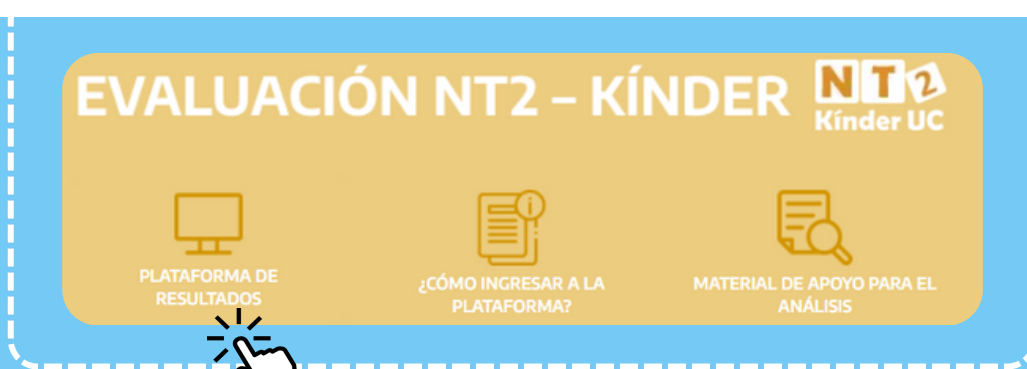 EVALUACIÓN NT2 – KÍNDER
NT2
Kínder UC
PLATAFORMA DE
RESULTADOS
¿CÓMO INGRESAR A LA
PLATAFORMA?
MATERIAL DE APOYO PARA EL
ANÁLISIS